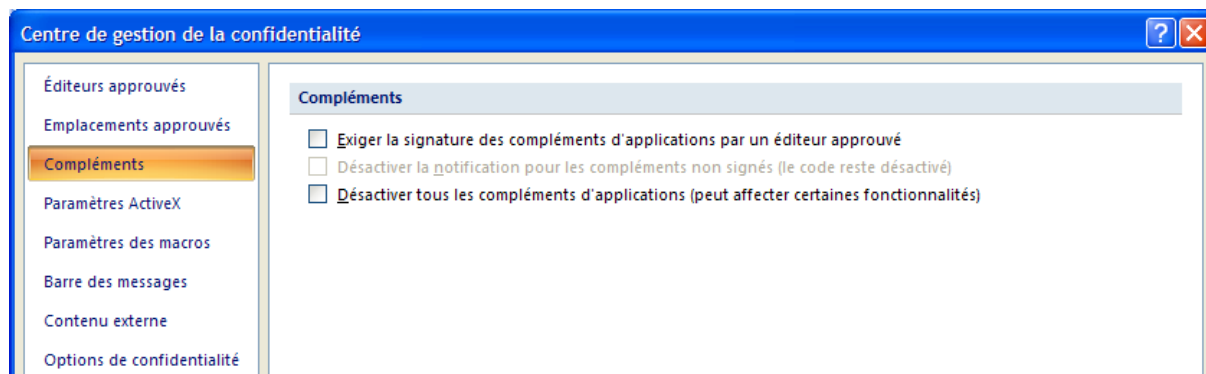 Centre de gestion de la confidentialité
Éditeurs approuvés
Emplacements approuvés
Compléments
Paramètres ActiveX
Paramètres des macros
Barre des messages
Contenu externe
Options de confidentialité
Compléments
Exiger la signature des compléments d'applications par un éditeur approuvé
Désactiver la notification pour les compléments non signés (le code reste désactivé)
Désactiver tous les compléments d'applications (peut affecter certaines fonctionnalités)